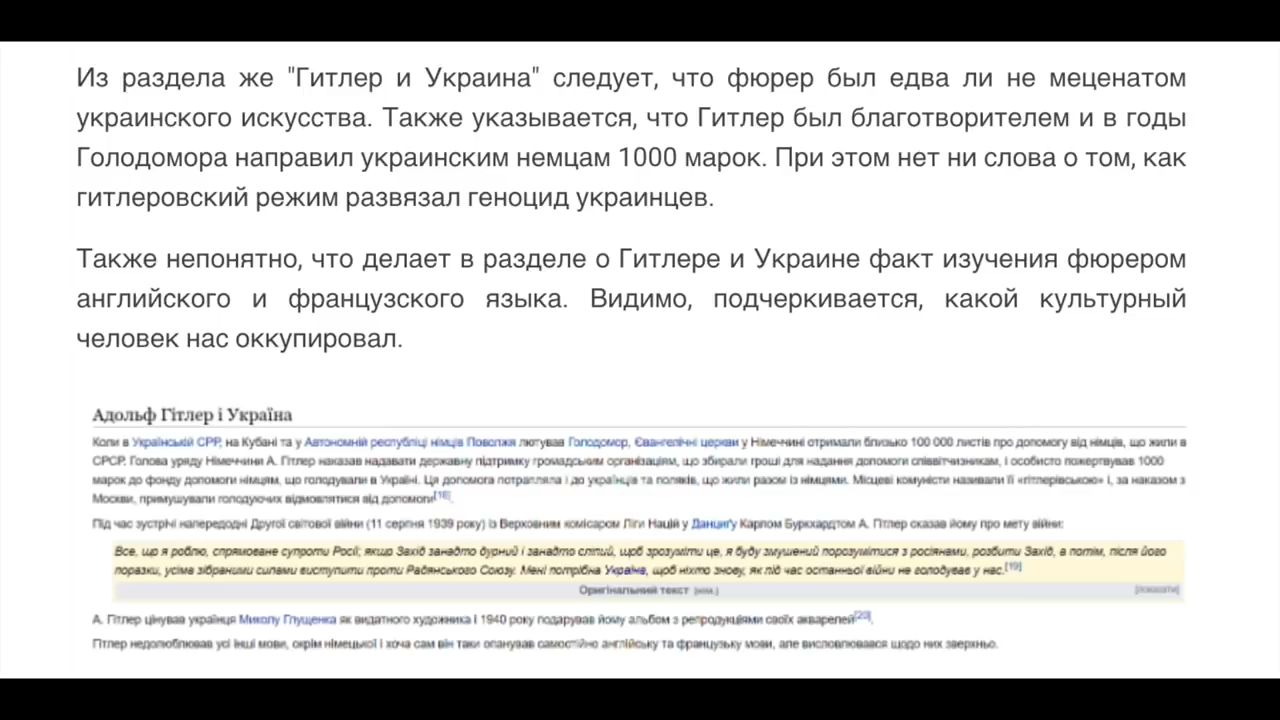 Из раздела же "Гитлер и Украина" следует, что фюрер был едва ли не меценатом
украинского искусства. Также указывается, что Гитлер был благотворителем и в годы
Голодомора направил украинским немцам 1000 марок. При этом нет ни слова о том, как
гитлеровский режим развязал геноцид украинцев.
Также непонятно, что делает в разделе о Гитлере и Украине факт изучения фюрером
английского и французского языка. Видимо, подчеркивается, какой культурный
человек нас оккупировал.
Адольф Гітлер і Україна
Коли в Українській СРР, на Кубані та у Автономній республіці німців Поволжя лютував Голодомор, Євангелічні церкви у Німеччині отримали близько 100 000 листів про допомогу від німців, що жили в
СРСР. Голова уряду Німеччини А. Гітлер наказав надавати державну підтримку громадським організаціям, що збирали гроші для надання допомоги співвітчизникам, і особисто пожертвував 1000
марок до фонду допомоги німцям, що голодували в Україні. Ця допомога потрапляла і до українців та поляків, що жили разом із німцями. Місцеві комуністи називали її «гітлерівською» і, за наказом з
Москви, примушували голодуючих відмовлятися від допомоги[18].
Під час зустрічі напередодні Другої світової війни (11 серпня 1939 року) із Верховним комісаром Ліги Націй у Данциґу Карлом Буркхардтом А. Гітлер сказав йому про мету війни:
Все, що я роблю, спрямоване супроти Росії; якщо Захід занадто дурний і занадто сліпий, щоб зрозуміти це, я буду змушений порозумітися з росіянами, розбити Захід, а потім, після його
поразки, усіма зібраними силами виступити проти Радянського Союзу. Мені потрібна Україна, щоб ніхто знову, як під час останньої війни не голодував у нас.[19]
Оригінальний текст (нім.) [показати]
А. Гітлер цінував українця Миколу Глущенка як видатного художника і 1940 року подарував йому альбом з репродукціями своїх акварелей[20].
Гітлер недолюблював усі інші мови, окрім німецької і хоча сам він таки опанував самостійно англійську та французьку мови, але висловлювався щодо них зверхньо.